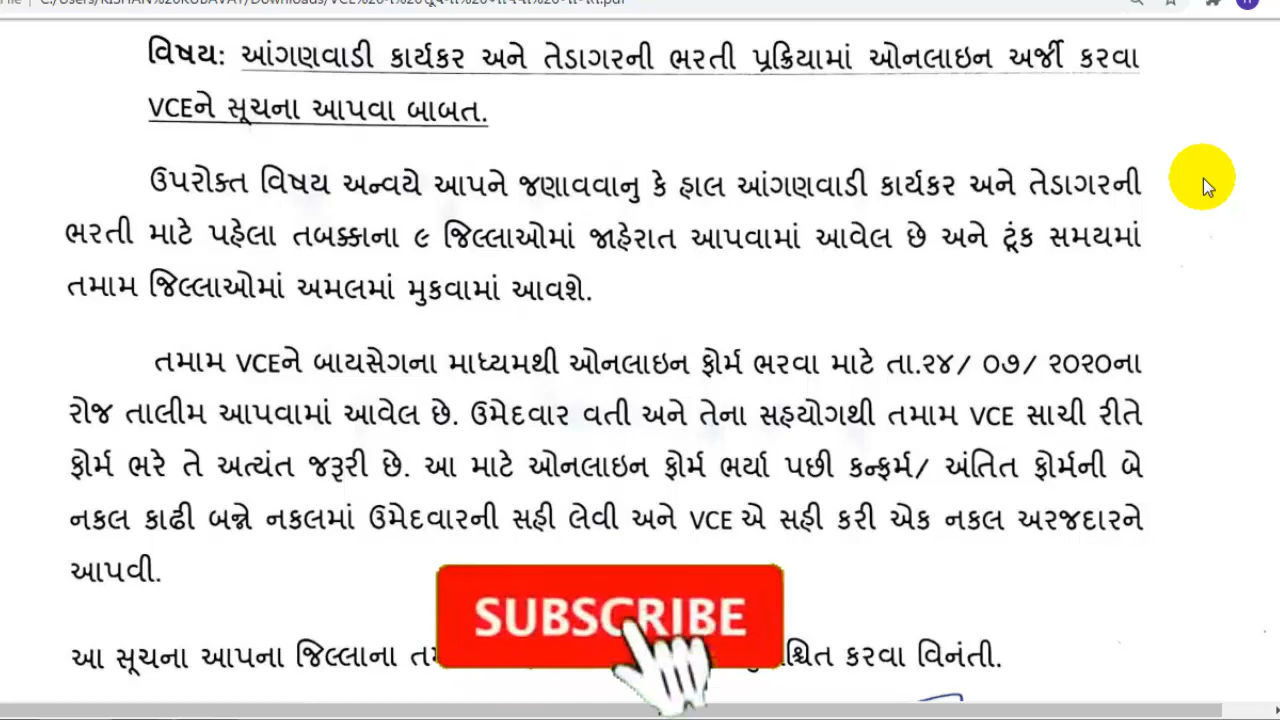 વિષય: આંગણવાડી કાર્યકર અને તેડાગરની ભરતી પ્રક્રિયામાં ઓનલાઇન અર્જી કરવા
VCEને સૂચના આપવા બાબત.
ઉપરોક્ત વિષય અન્વયે આપને જણાવવાનુ કે હાલ આંગણવાડી કાર્યકર અને તેડાગરની
ભરતી માટે પહેલા તબક્કાના ૯ જિલ્લાઓમાં જાહેરાત આપવામાં આવેલ છે અને ટૂંક સમયમાં
તમામ જિલ્લાઓમાં અમલમાં મુકવામાં આવશે.
તમામ VCEને બાયસેગના માધ્યમથી ઓનલાઇન ફોર્મ ભરવા માટે તા.૨૪/ ૦૭/ ૨૦૨૦ના
રોજ તાલીમ આપવામાં આવેલ છે. ઉમેદવાર વતી અને તેના સહયોગથી તમામ VCE સાચી રીતે
ફોર્મ ભરે તે અત્યંત જરૂરી છે. આ માટે ઓનલાઇન ફોર્મ ભર્યા પછી કન્ફર્મ/ અંતિત ફોર્મની બે
નકલ કાઢી બન્ને નકલમાં ઉમેદવારની સહી લેવી અને VCE એ સહી કરી એક નકલ અરજદારને
આપવી.
SUBSCRIBE
આ સૂચના આપના જિલ્લાના કરવા વિનંતી.